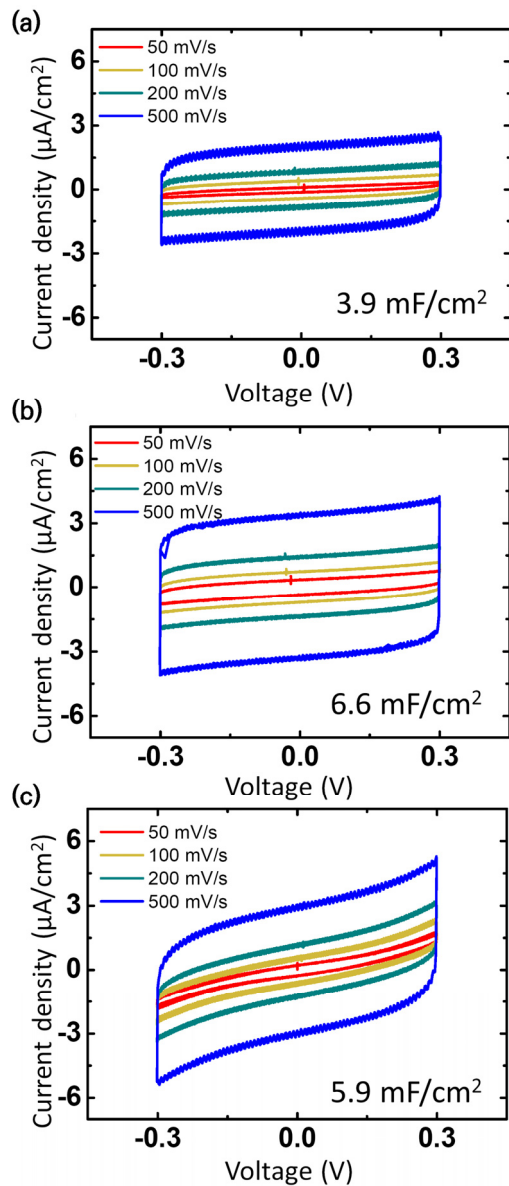 (a)
50 mV/s
100 mV/s
200 mV/s
500 mV/s
6
3
0
-3
-6
Current density (μA/cm²)
3.9 mF/cm²
-0.3
0.0
0.3
Voltage (V)
(b)
50 mV/s
100 mV/s
200 mV/s
500 mV/s
6
3
0
-3
-6
Current density (μA/cm²)
6.6 mF/cm²
-0.3
0.0
0.3
Voltage (V)
(c)
50 mV/s
100 mV/s
200 mV/s
500 mV/s
6
3
0
-3
-6
Current density (μA/cm²)
5.9 mF/cm²
-0.3
0.0
0.3
Voltage (V)